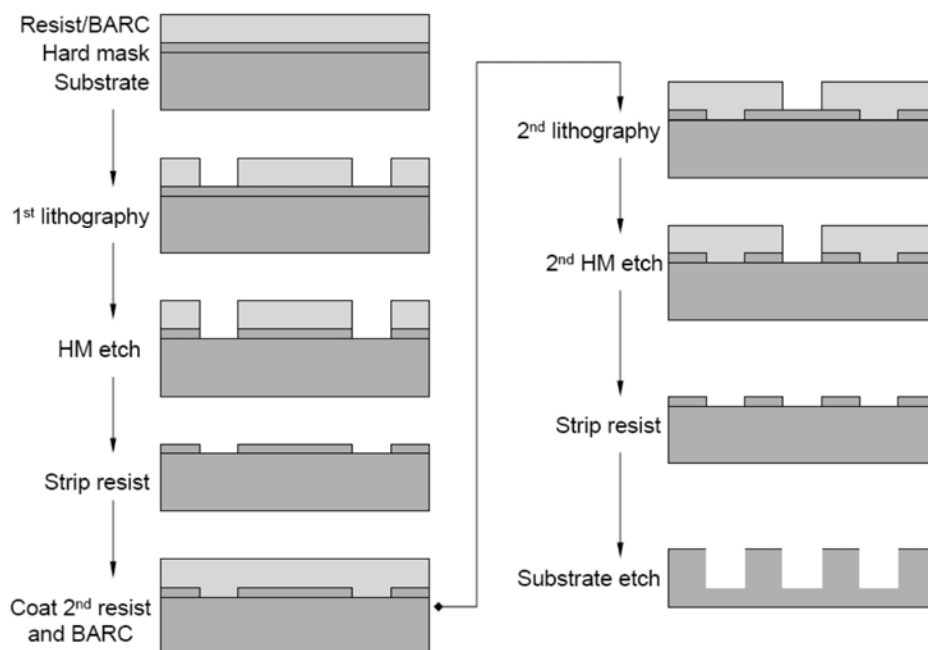 Resist/BARC
Hard mask
Substrate
1st lithography
HM etch
Strip resist
Coat 2nd resist
and BARC
2nd lithography
2nd HM etch
Strip resist
Substrate etch